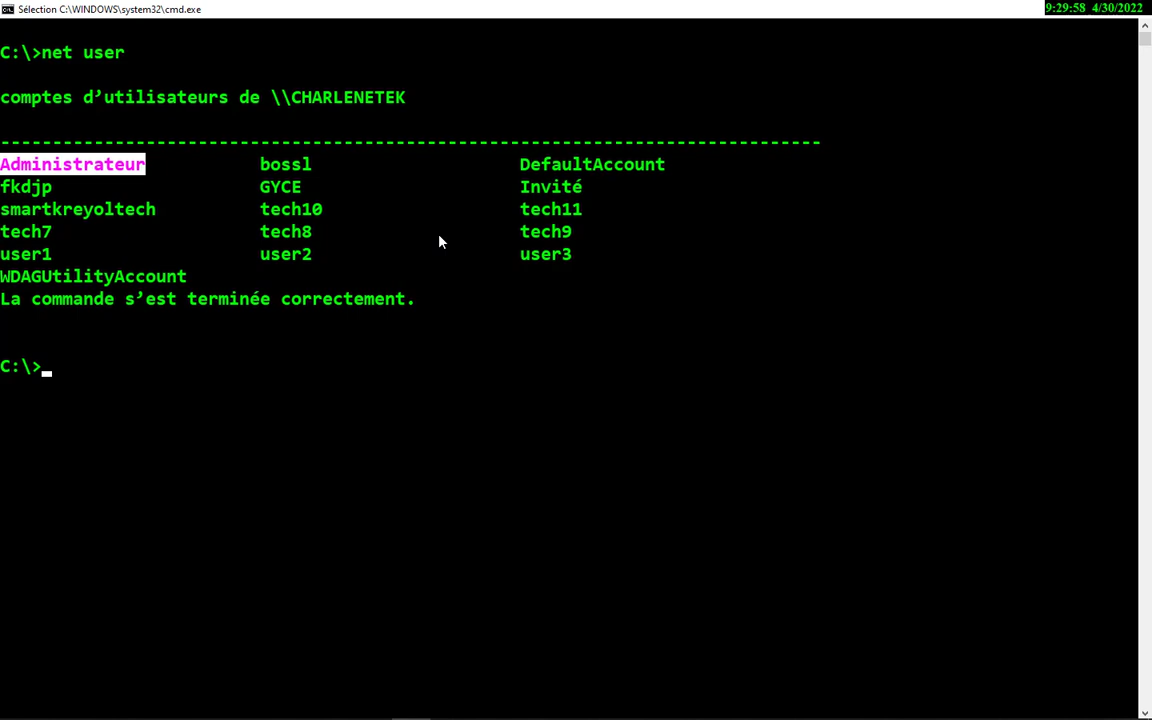 Sélection C:\WINDOWS\system32\cmd.exe 9:29:58 4/30/2022
C:\>net user
comptes d’utilisateurs de \\CHARLENETEK
-------------------------------------------------------------------------------
Administrateur bossl DefaultAccount
fkdjp GYCE Invité
smartkreyoltech tech10 tech11
tech7 tech8 tech9
user1 user2 user3
WDAGUtilityAccount
La commande s’est terminée correctement.
C:\>